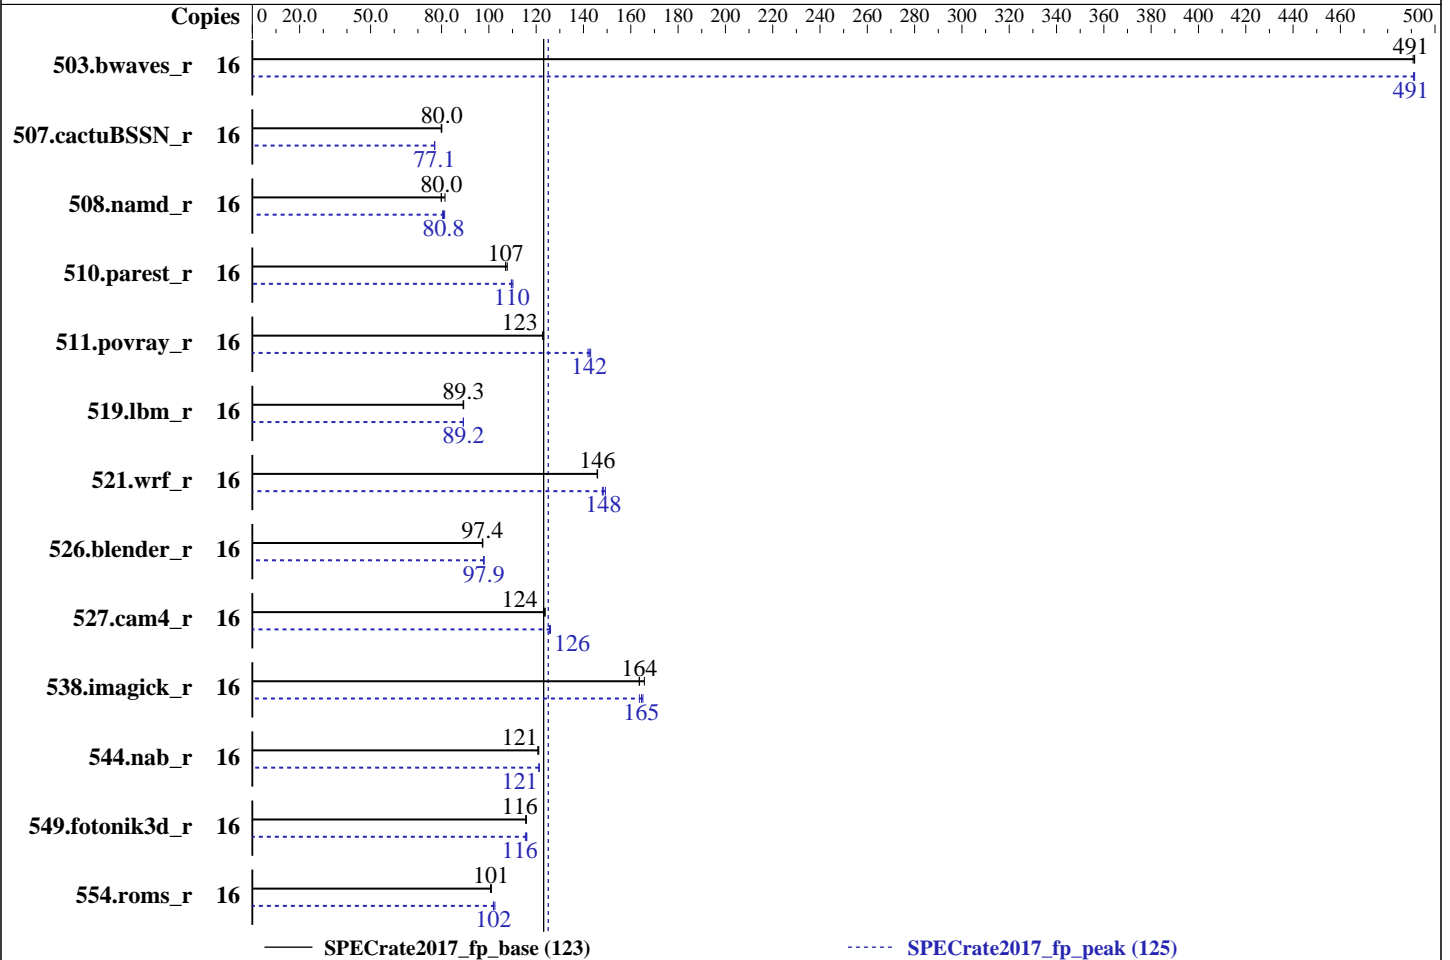 Copies 0 20.0 50.0 80.0 100 120 140 160 180 200 220 240 260 280 300 320 340 360 380 400 420 440 460 500
503.bwaves_r 16 491
491
507.cactuBSSN_r 16 80.0
77.1
508.namd_r 16 80.0
80.8
510.parest_r 16 107
110
511.povray_r 16 123
142
519.lbm_r 16 89.3
89.2
521.wrf_r 16 146
148
526.blender_r 16 97.4
97.9
527.cam4_r 16 124
126
538.imagick_r 16 164
165
544.nab_r 16 121
121
549.fotonik3d_r 16 116
116
554.roms_r 16 101
102
SPECrate2017_fp_base (123) SPECrate2017_fp_peak (125)